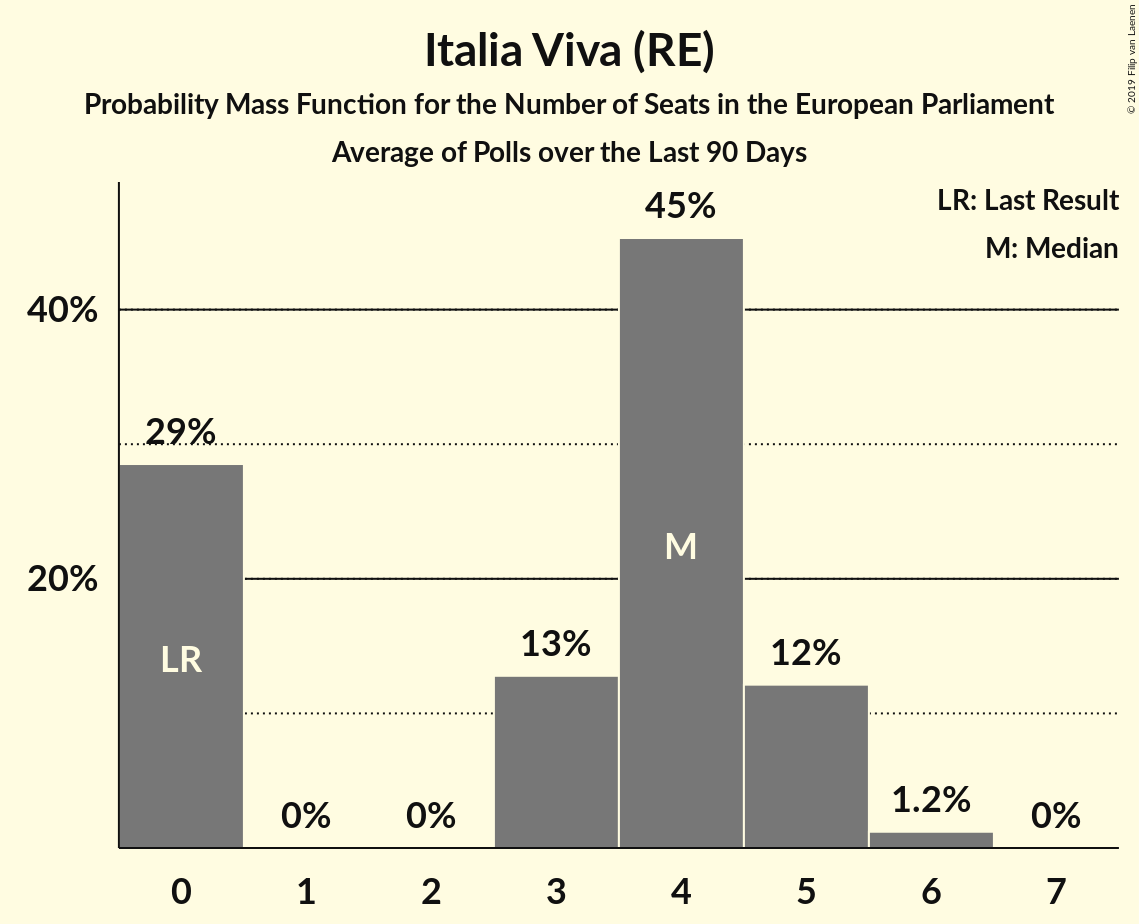 Italia Viva (RE)
Probability Mass Function for the Number of Seats in the European Parliament
Average of Polls over the Last 90 Days
© 2019 Filip van Laenen
LR: Last Result
M: Median
45%
40%
29%
M
20%
13%
12%
LR
1.2%
0%
0%
0%
0 1 2 3 4 5 6 7